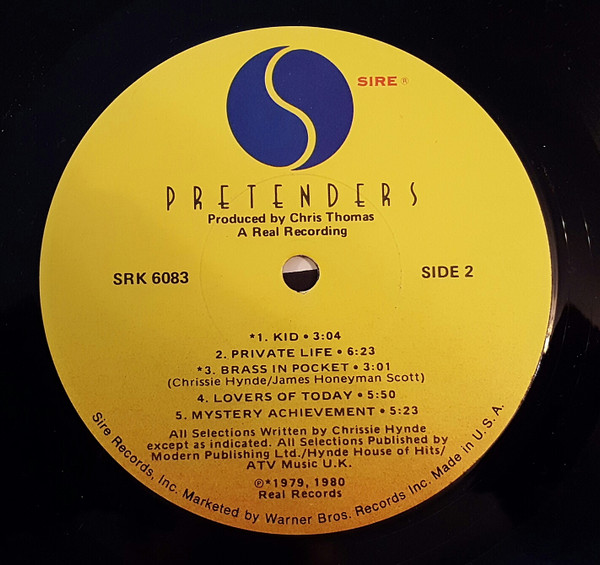 SIRE ®
PRETENDERS
Produced by Chris Thomas
A Real Recording
SRK 6083
SIDE 2
*1. KID • 3:04
2. PRIVATE LIFE • 6:23
*3. BRASS IN POCKET • 3:01
(Chrissie Hynde/James Honeyman Scott)
4. LOVERS OF TODAY • 5:50
5. MYSTERY ACHIEVEMENT • 5:23
All Selections Written by Chrissie Hynde
except as indicated. All Selections Published by
Modern Publishing Ltd./Hynde House of Hits/
ATV Music U.K.
℗*1979, 1980
Real Records
Sire Records, Inc. Marketed by Warner Bros. Records Inc. Made in U.S.A.